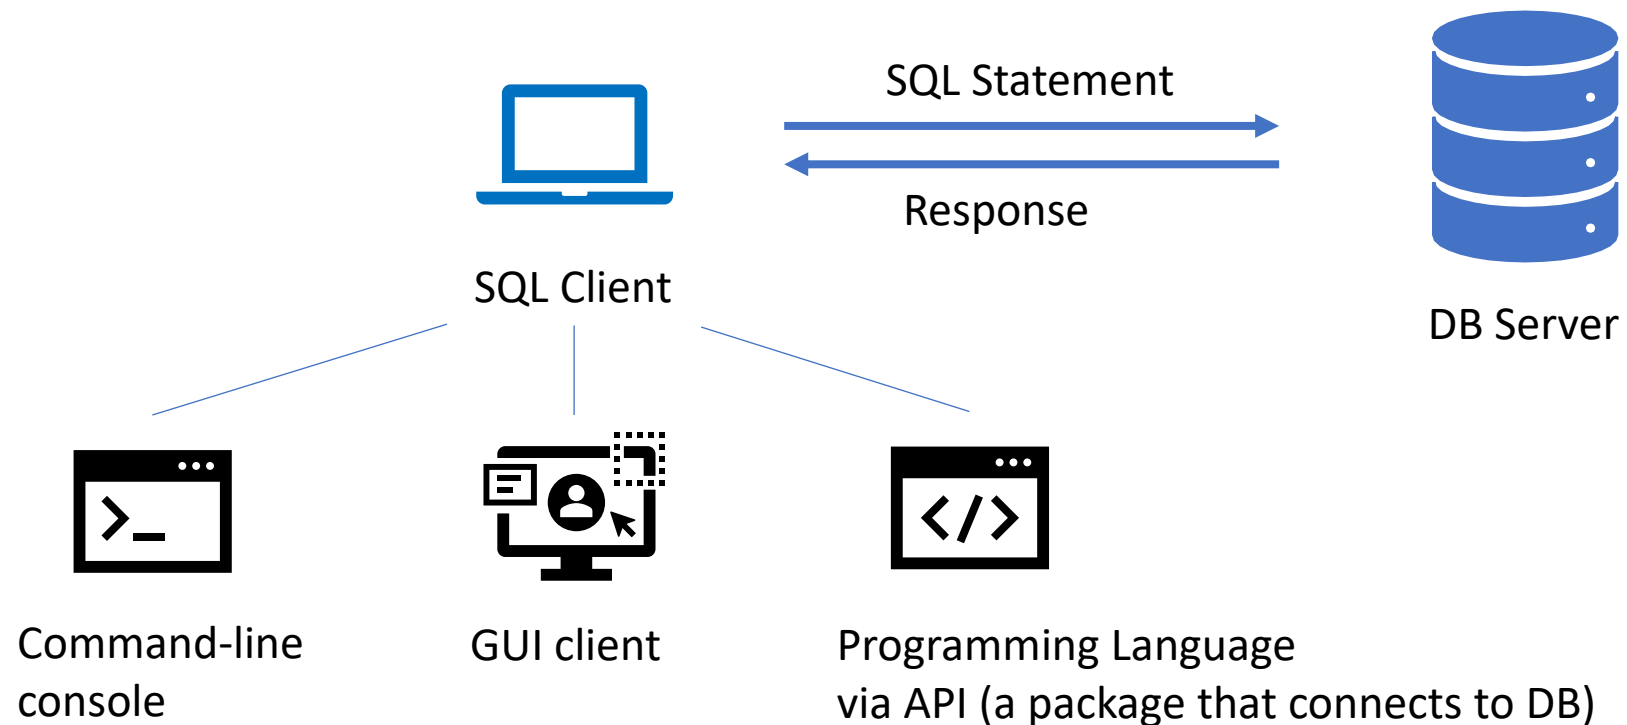 SQL Statement
Response
SQL Client
DB Server
Command-line
console
GUI client
Programming Language
via API (a package that connects to DB)